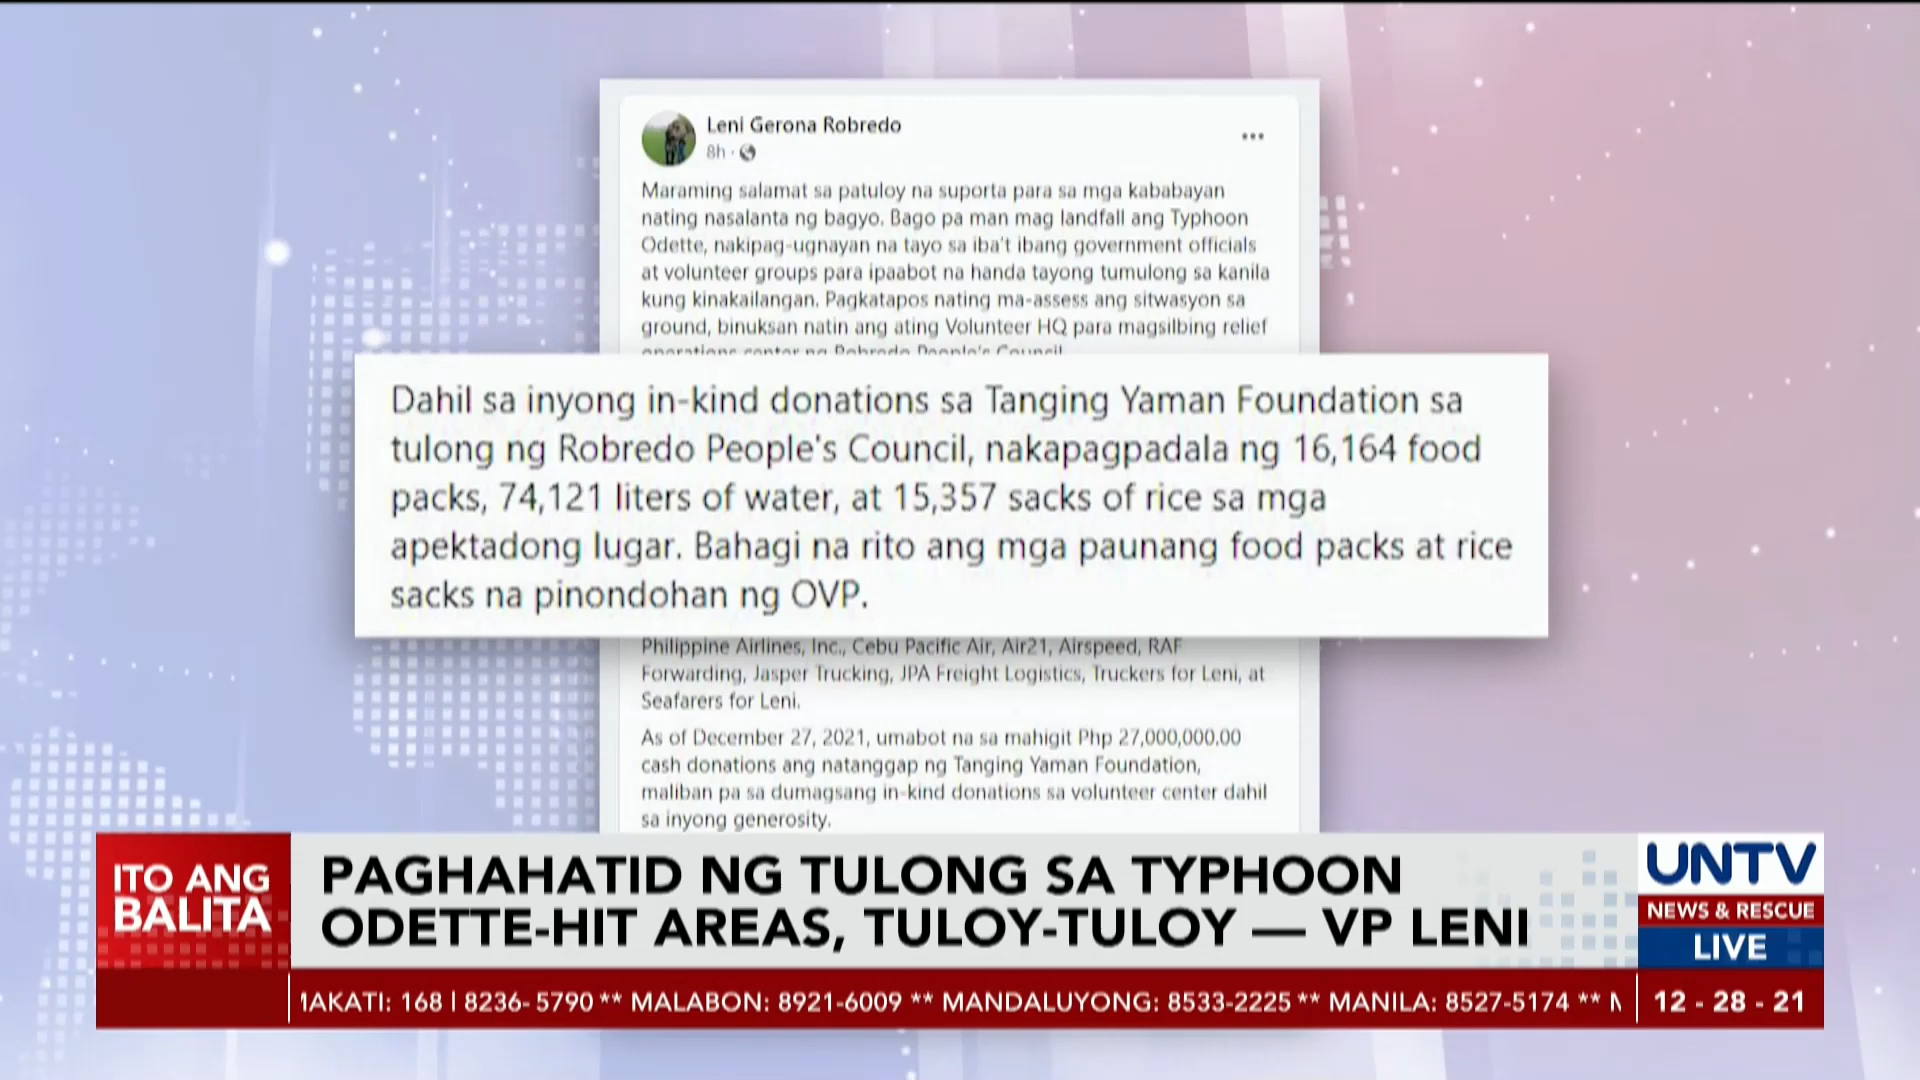 Leni Gerona Robredo
8h ·
Maraming salamat sa patuloy na suporta para sa mga kababayan
nating nasalanta ng bagyo. Bago pa man mag landfall ang Typhoon
Odette, nakipag-ugnayan na tayo sa iba't ibang government officials
at volunteer groups para ipaabot na handa tayong tumulong sa kanila
kung kinakailangan. Pagkatapos nating ma-assess ang sitwasyon sa
ground, binuksan natin ang ating Volunteer HQ para magsilbing relief
operations center ng Robredo People's Council.
Dahil sa inyong in-kind donations sa Tanging Yaman Foundation sa
tulong ng Robredo People's Council, nakapagpadala ng 16,164 food
packs, 74,121 liters of water, at 15,357 sacks of rice sa mga
apektadong lugar. Bahagi na rito ang mga paunang food packs at rice
sacks na pinondohan ng OVP.
Philippine Airlines, Inc., Cebu Pacific Air, Air21, Airspeed, RAF
Forwarding, Jasper Trucking, JPA Freight Logistics, Truckers for Leni, at
Seafarers for Leni.
As of December 27, 2021, umabot na sa mahigit Php 27,000,000.00
cash donations ang natanggap ng Tanging Yaman Foundation,
maliban pa sa dumagsang in-kind donations sa volunteer center dahil
sa inyong generosity.
ITO ANG
BALITA
PAGHAHATID NG TULONG SA TYPHOON
ODETTE-HIT AREAS, TULOY-TULOY — VP LENI
UNTV
NEWS & RESCUE
LIVE
MAKATI: 168 | 8236- 5790 ** MALABON: 8921-6009 ** MANDALUYONG: 8533-2225 ** MANILA: 8527-5174 **
12 - 28 - 21